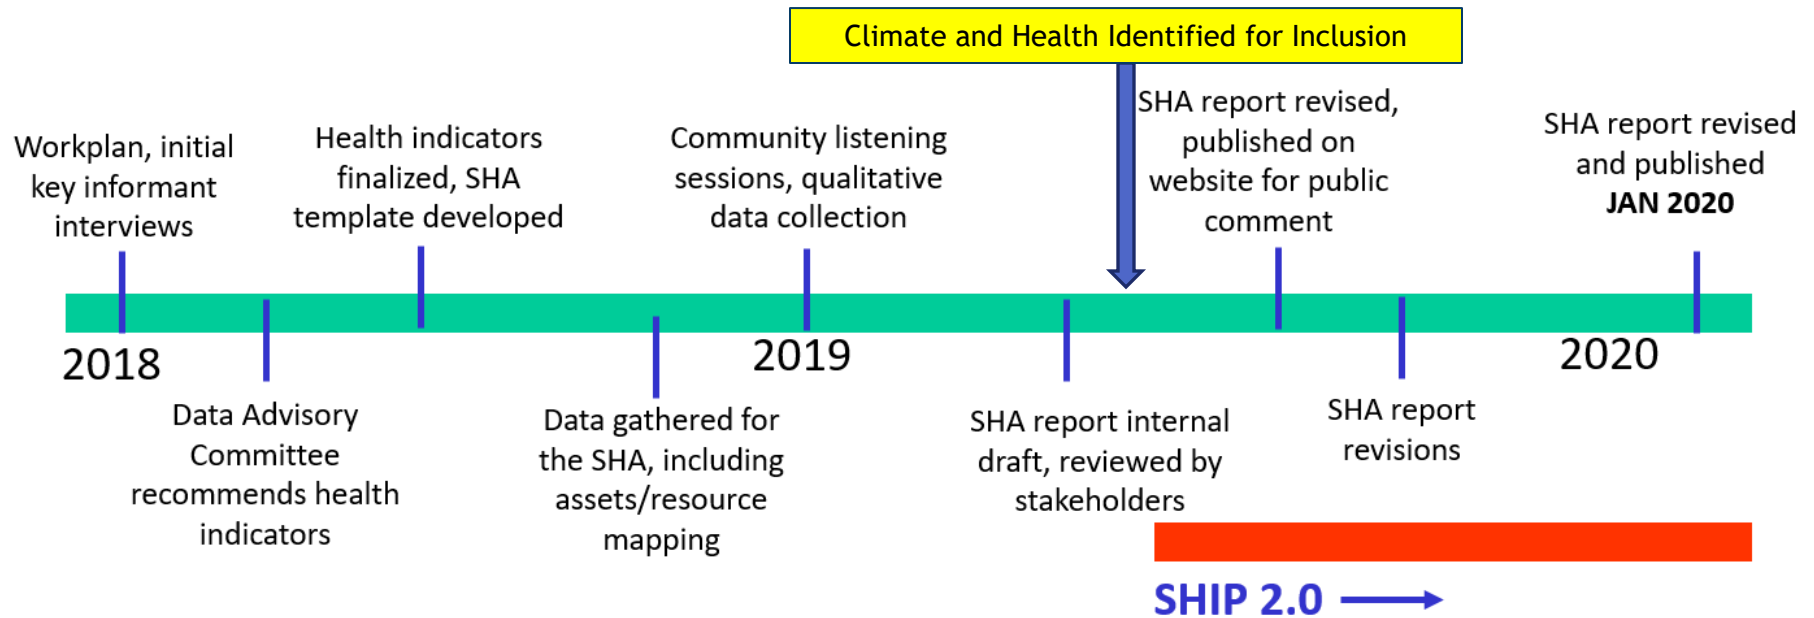 Climate and Health Identified for Inclusion
Workplan, initial
key informant
interviews
Health indicators
finalized, SHA
template developed
Community listening
sessions, qualitative
data collection
SHA report revised,
published on
website for public
comment
SHA report revised
and published
JAN 2020
2018
2019
2020
Data Advisory
Committee
recommends health
indicators
Data gathered for
the SHA, including
assets/resource
mapping
SHA report internal
draft, reviewed by
stakeholders
SHA report
revisions
SHIP 2.0